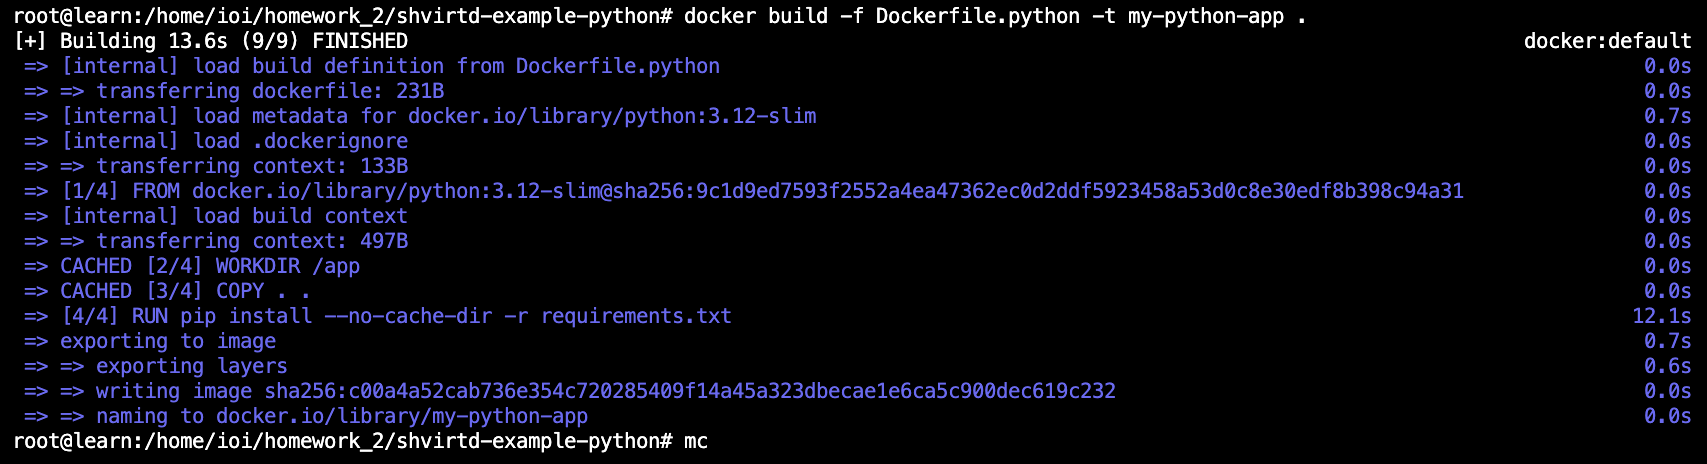 root@learn:/home/ioi/homework_2/shvirtd-example-python# docker build -f Dockerfile.python -t my-python-app .
[+] Building 13.6s (9/9) FINISHED docker:default
=> [internal] load build definition from Dockerfile.python 0.0s
=> => transferring dockerfile: 231B 0.0s
=> [internal] load metadata for docker.io/library/python:3.12-slim 0.7s
=> [internal] load .dockerignore 0.0s
=> => transferring context: 133B 0.0s
=> [1/4] FROM docker.io/library/python:3.12-slim@sha256:9c1d9ed7593f2552a4ea47362ec0d2ddf5923458a53d0c8e30edf8b398c94a31 0.0s
=> [internal] load build context 0.0s
=> => transferring context: 497B 0.0s
=> CACHED [2/4] WORKDIR /app 0.0s
=> CACHED [3/4] COPY . . 0.0s
=> [4/4] RUN pip install --no-cache-dir -r requirements.txt 12.1s
=> exporting to image 0.7s
=> => exporting layers 0.6s
=> => writing image sha256:c00a4a52cab736e354c720285409f14a45a323dbecae1e6ca5c900dec619c232 0.0s
=> => naming to docker.io/library/my-python-app 0.0s
root@learn:/home/ioi/homework_2/shvirtd-example-python# mc